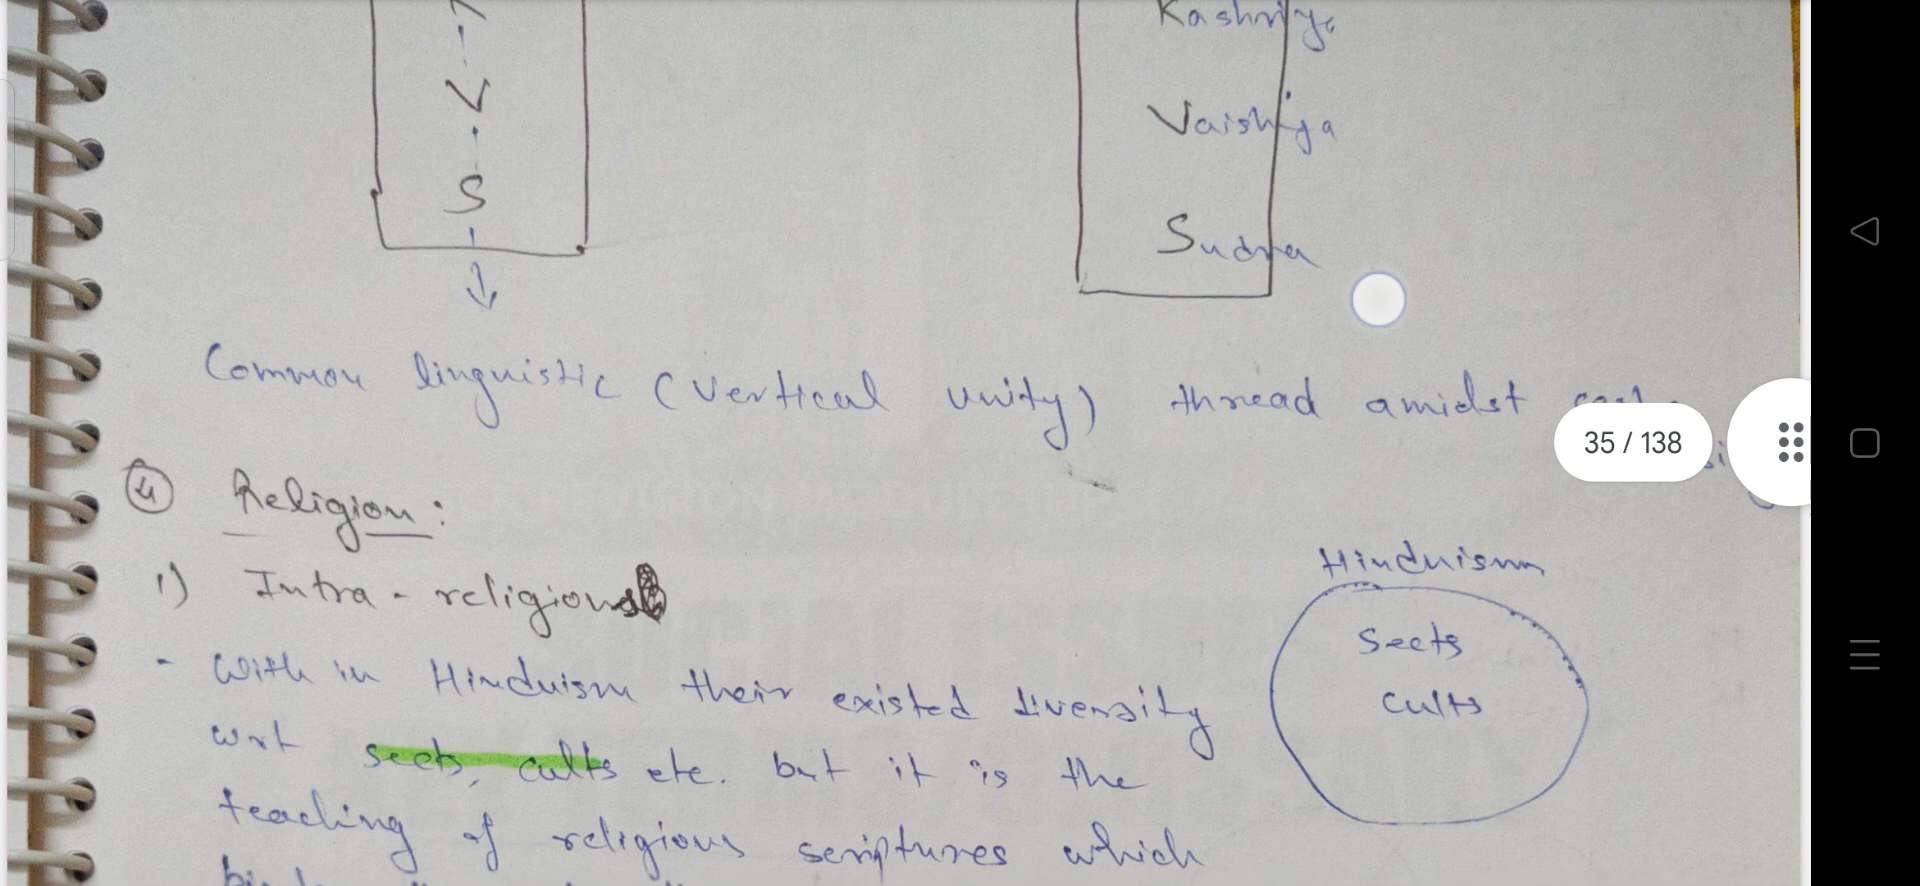 V
S
Kashriya
Vaishya
Sudra
Common linguistic (Vertical unity) thread amidst
35 / 138
4 Religion:
1) Intra - religious
Hinduism
Sects
Cults
- With in Hinduism their existed diversity
wrt sects, cults etc. but it is the
teaching of religious scriptures which